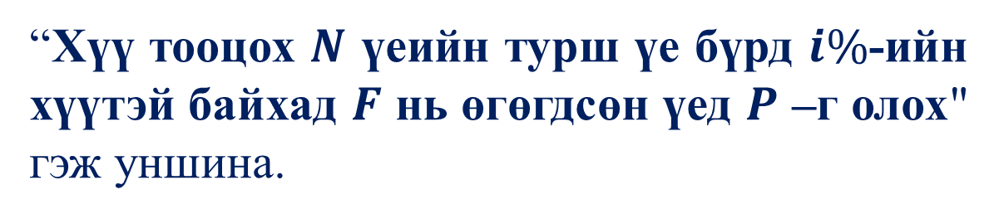 “Хүү тооцох N үеийн турш үе бүрд i%-ийн
хүүтэй байхад F нь өгөгдсөн үед P –г олох"
гэж уншина.